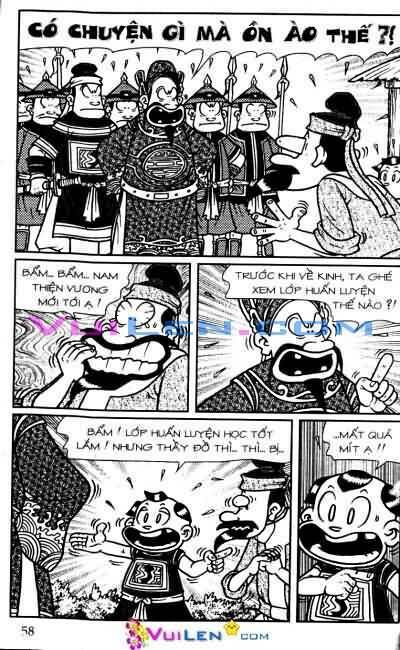 CÓ CHUYỆN GÌ MÀ ỒN ÀO THẾ ?!
BẨM... BẨM... NAM
THIỆN VƯƠNG
MỚI TỚI Ạ !
TRƯỚC KHI VỀ KINH, TA GHÉ
XEM LỚP HUẤN LUYỆN
THẾ NÀO ?!
VUILEN.COM
VUILEN.COM
BẨM ! LỚP HUẤN LUYỆN HỌC TỐT
LẮM ! NHƯNG THẦY ĐỒ THÌ... THÌ... BỊ...
...MẤT QUẢ
MÍT Ạ !!
58
VUILEN.COM